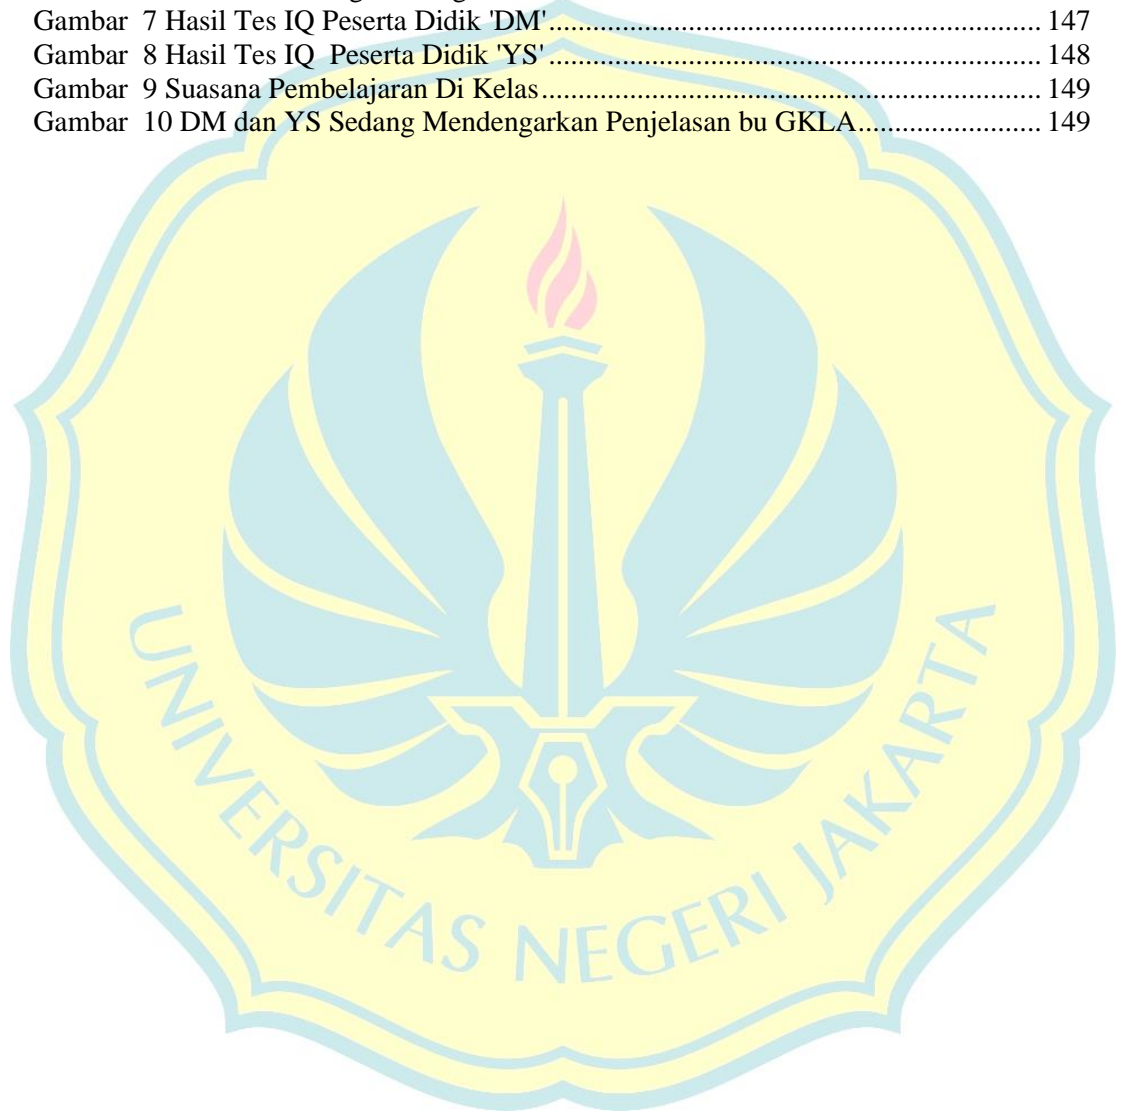 Gambar  7 Hasil Tes IQ Peserta Didik 'DM'.......................................................................... 147
Gambar  8 Hasil Tes IQ  Peserta Didik 'YS'.......................................................................... 148
Gambar  9 Suasana Pembelajaran Di Kelas........................................................................... 149
Gambar  10 DM dan YS Sedang Mendengarkan Penjelasan bu GKLA........................... 149
UNIVERSITAS NEGERI JAKARTA